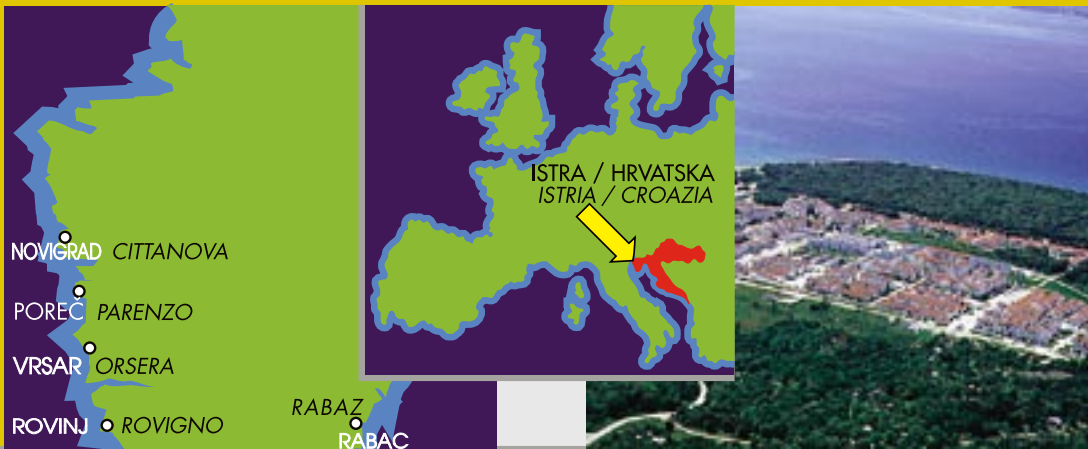 ISTRA / HRVATSKA
ISTRIA / CROAZIA
NOVIGRAD CITTANOVA
POREČ PARENZO
VRSAR ORSERA
ROVINJ ROVIGNO
RABAZ
RABAC